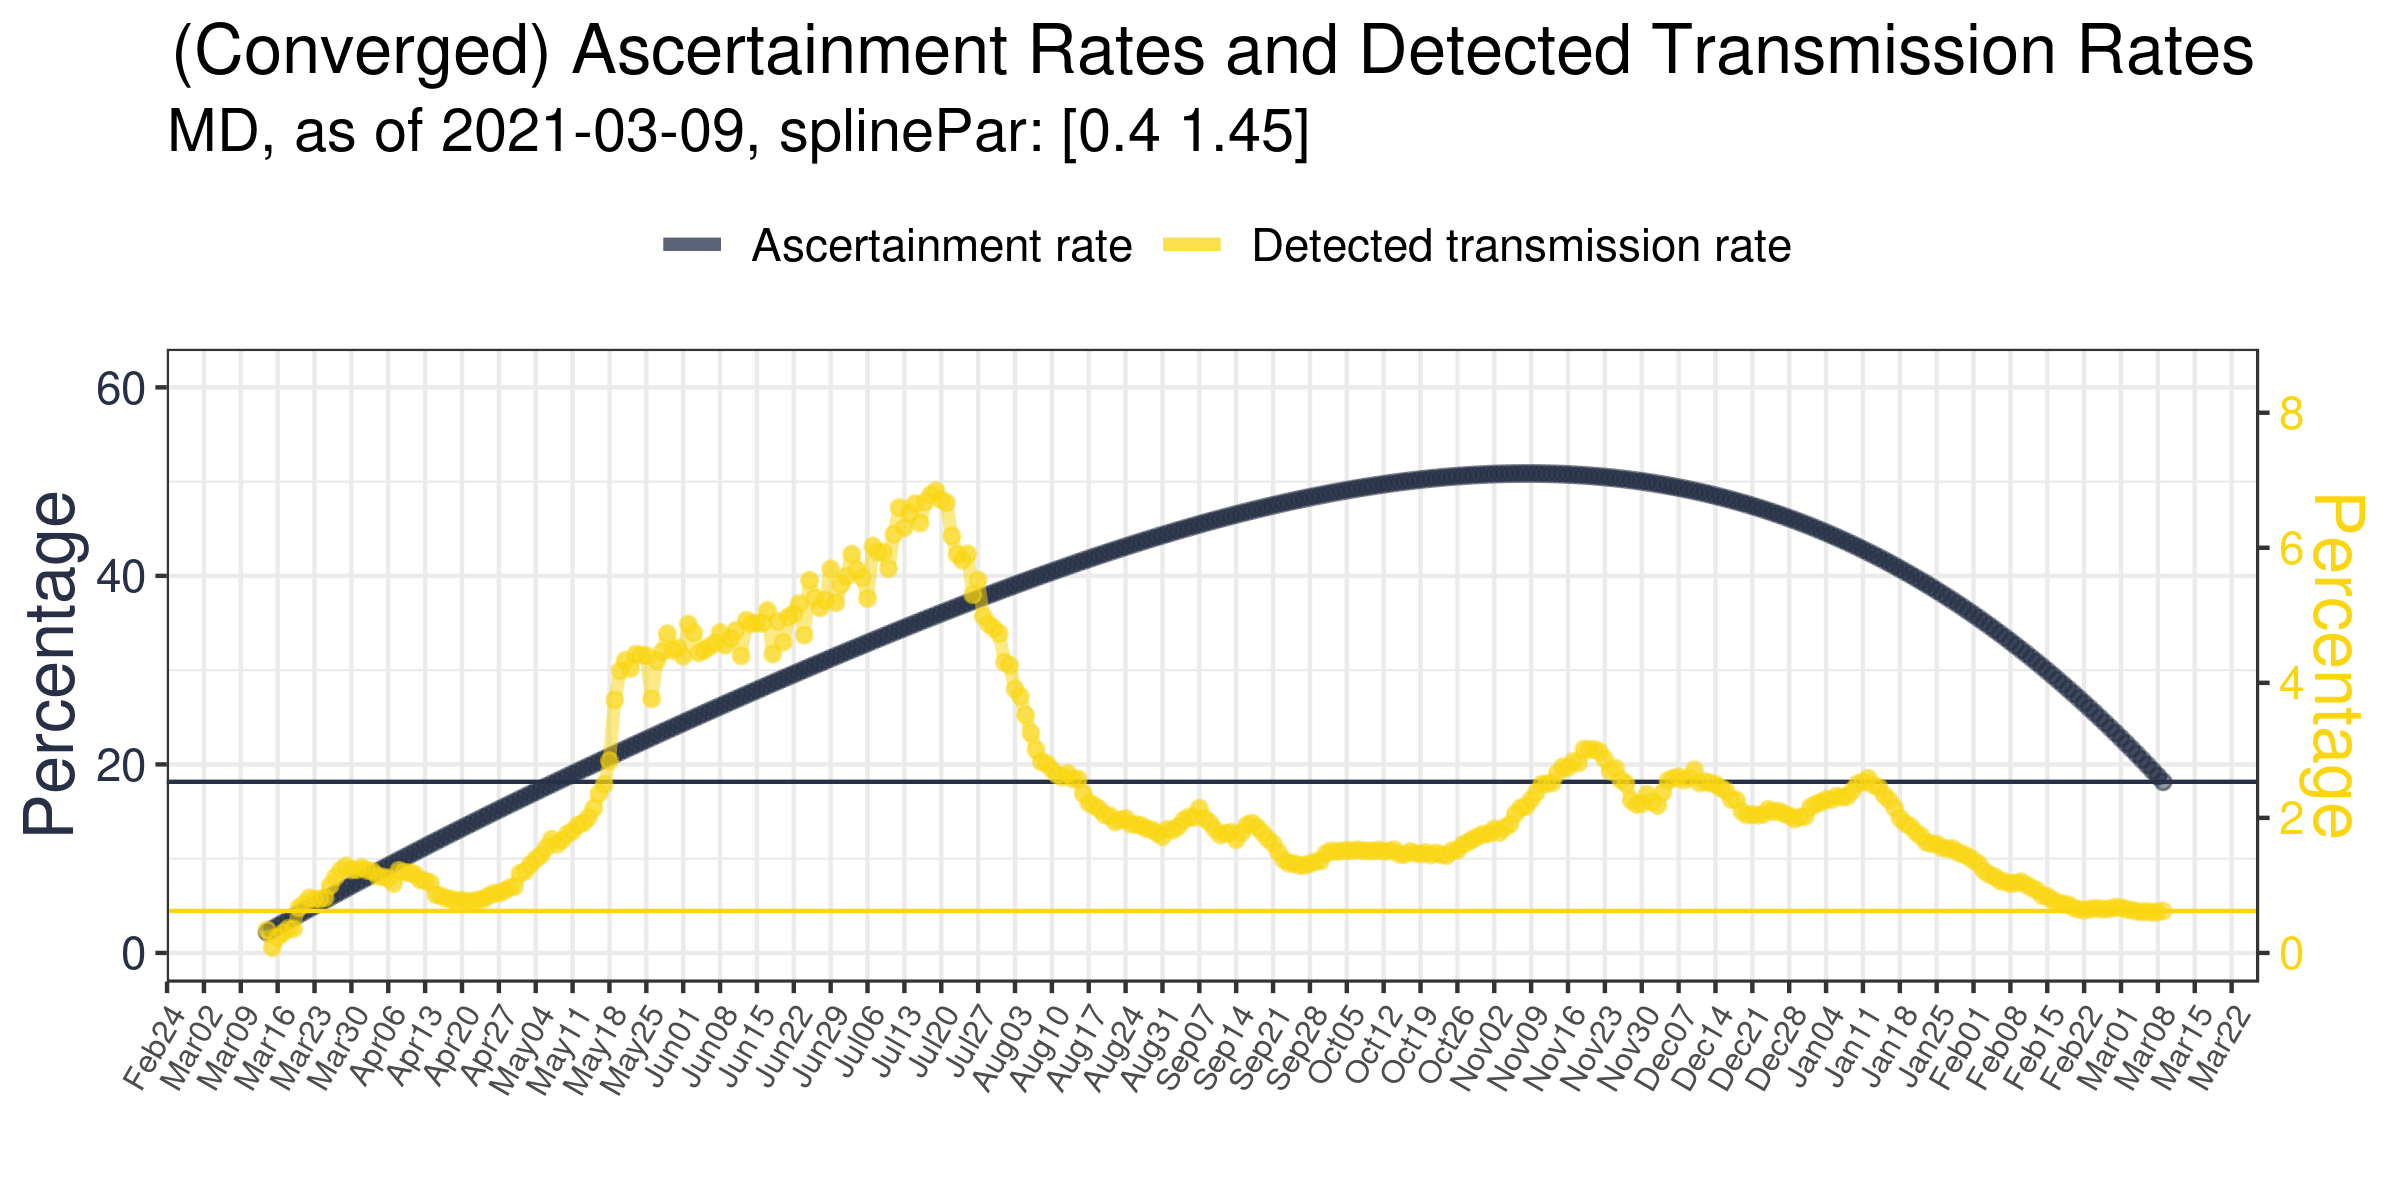 (Converged) Ascertainment Rates and Detected Transmission Rates
MD, as of 2021-03-09, splinePar: [0.4 1.45]
Ascertainment rate Detected transmission rate
Percentage
60
40
20
0
8
6
4
2
0
Percentage
Feb24 Mar02 Mar09 Mar16 Mar23 Mar30 Apr06 Apr13 Apr20 Apr27 May04 May11 May18 May25 Jun01 Jun08 Jun15 Jun22 Jun29 Jul06 Jul13 Jul20 Jul27 Aug03 Aug10 Aug17 Aug24 Aug31 Sep07 Sep14 Sep21 Sep28 Oct05 Oct12 Oct19 Oct26 Nov02 Nov09 Nov16 Nov23 Nov30 Dec07 Dec14 Dec21 Dec28 Jan04 Jan11 Jan18 Jan25 Feb01 Feb08 Feb15 Feb22 Mar01 Mar08 Mar15 Mar22